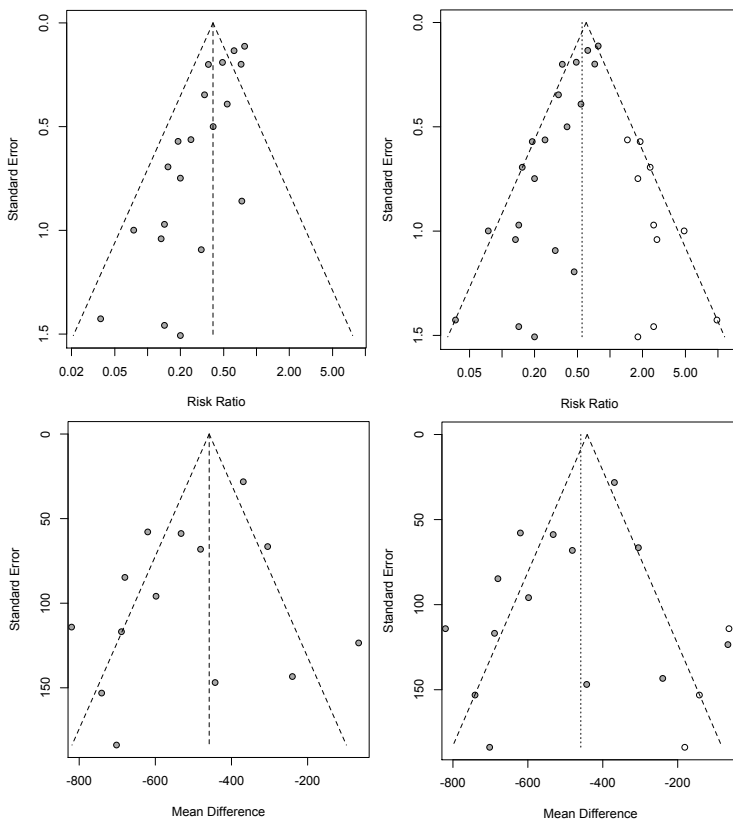 0.0
0.5
1.0
1.5
Standard Error
0.02 0.05 0.20 0.50 2.00 5.00
Risk Ratio
0.0
0.5
1.0
1.5
Standard Error
0.05 0.20 0.50 2.00 5.00
Risk Ratio
0
50
100
150
Standard Error
-800 -600 -400 -200
Mean Difference
0
50
100
150
Standard Error
-800 -600 -400 -200
Mean Difference